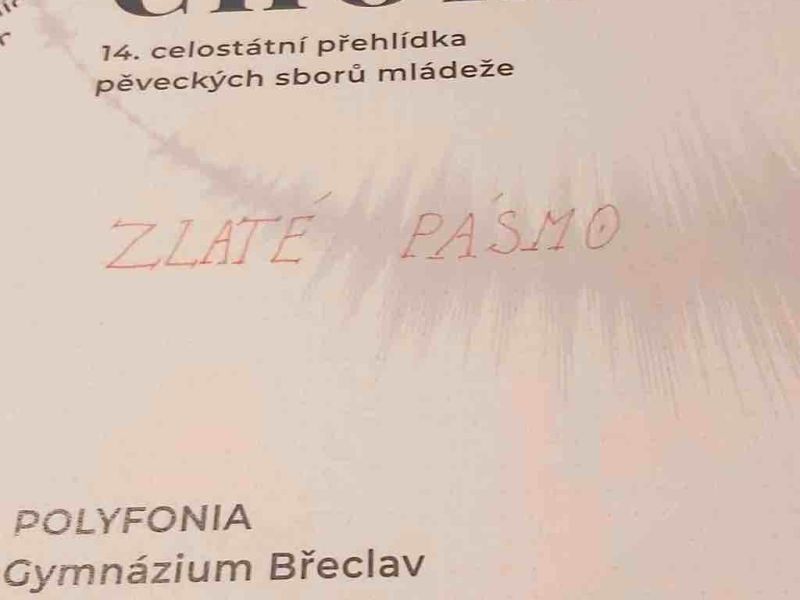 14. celostátní přehlídka
pěveckých sborů mládeže
ZLATÉ PÁSMO
POLYFONIA
Gymnázium Břeclav